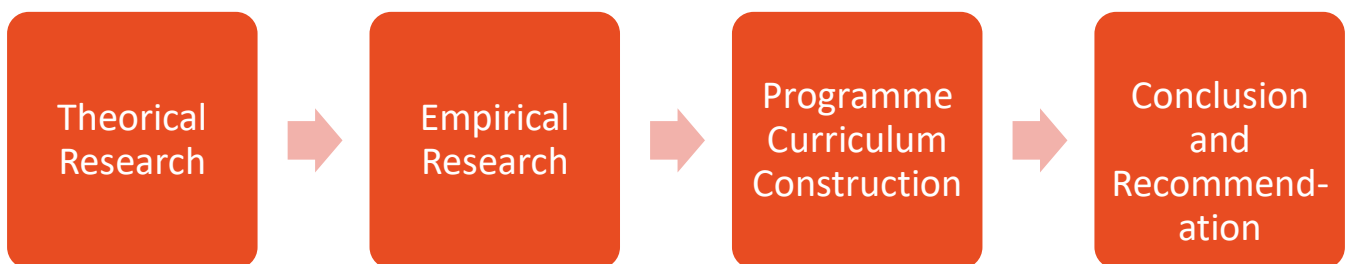 Theorical
Research
Empirical
Research
Programme
Curriculum
Construction
Conclusion
and
Recommend-
ation